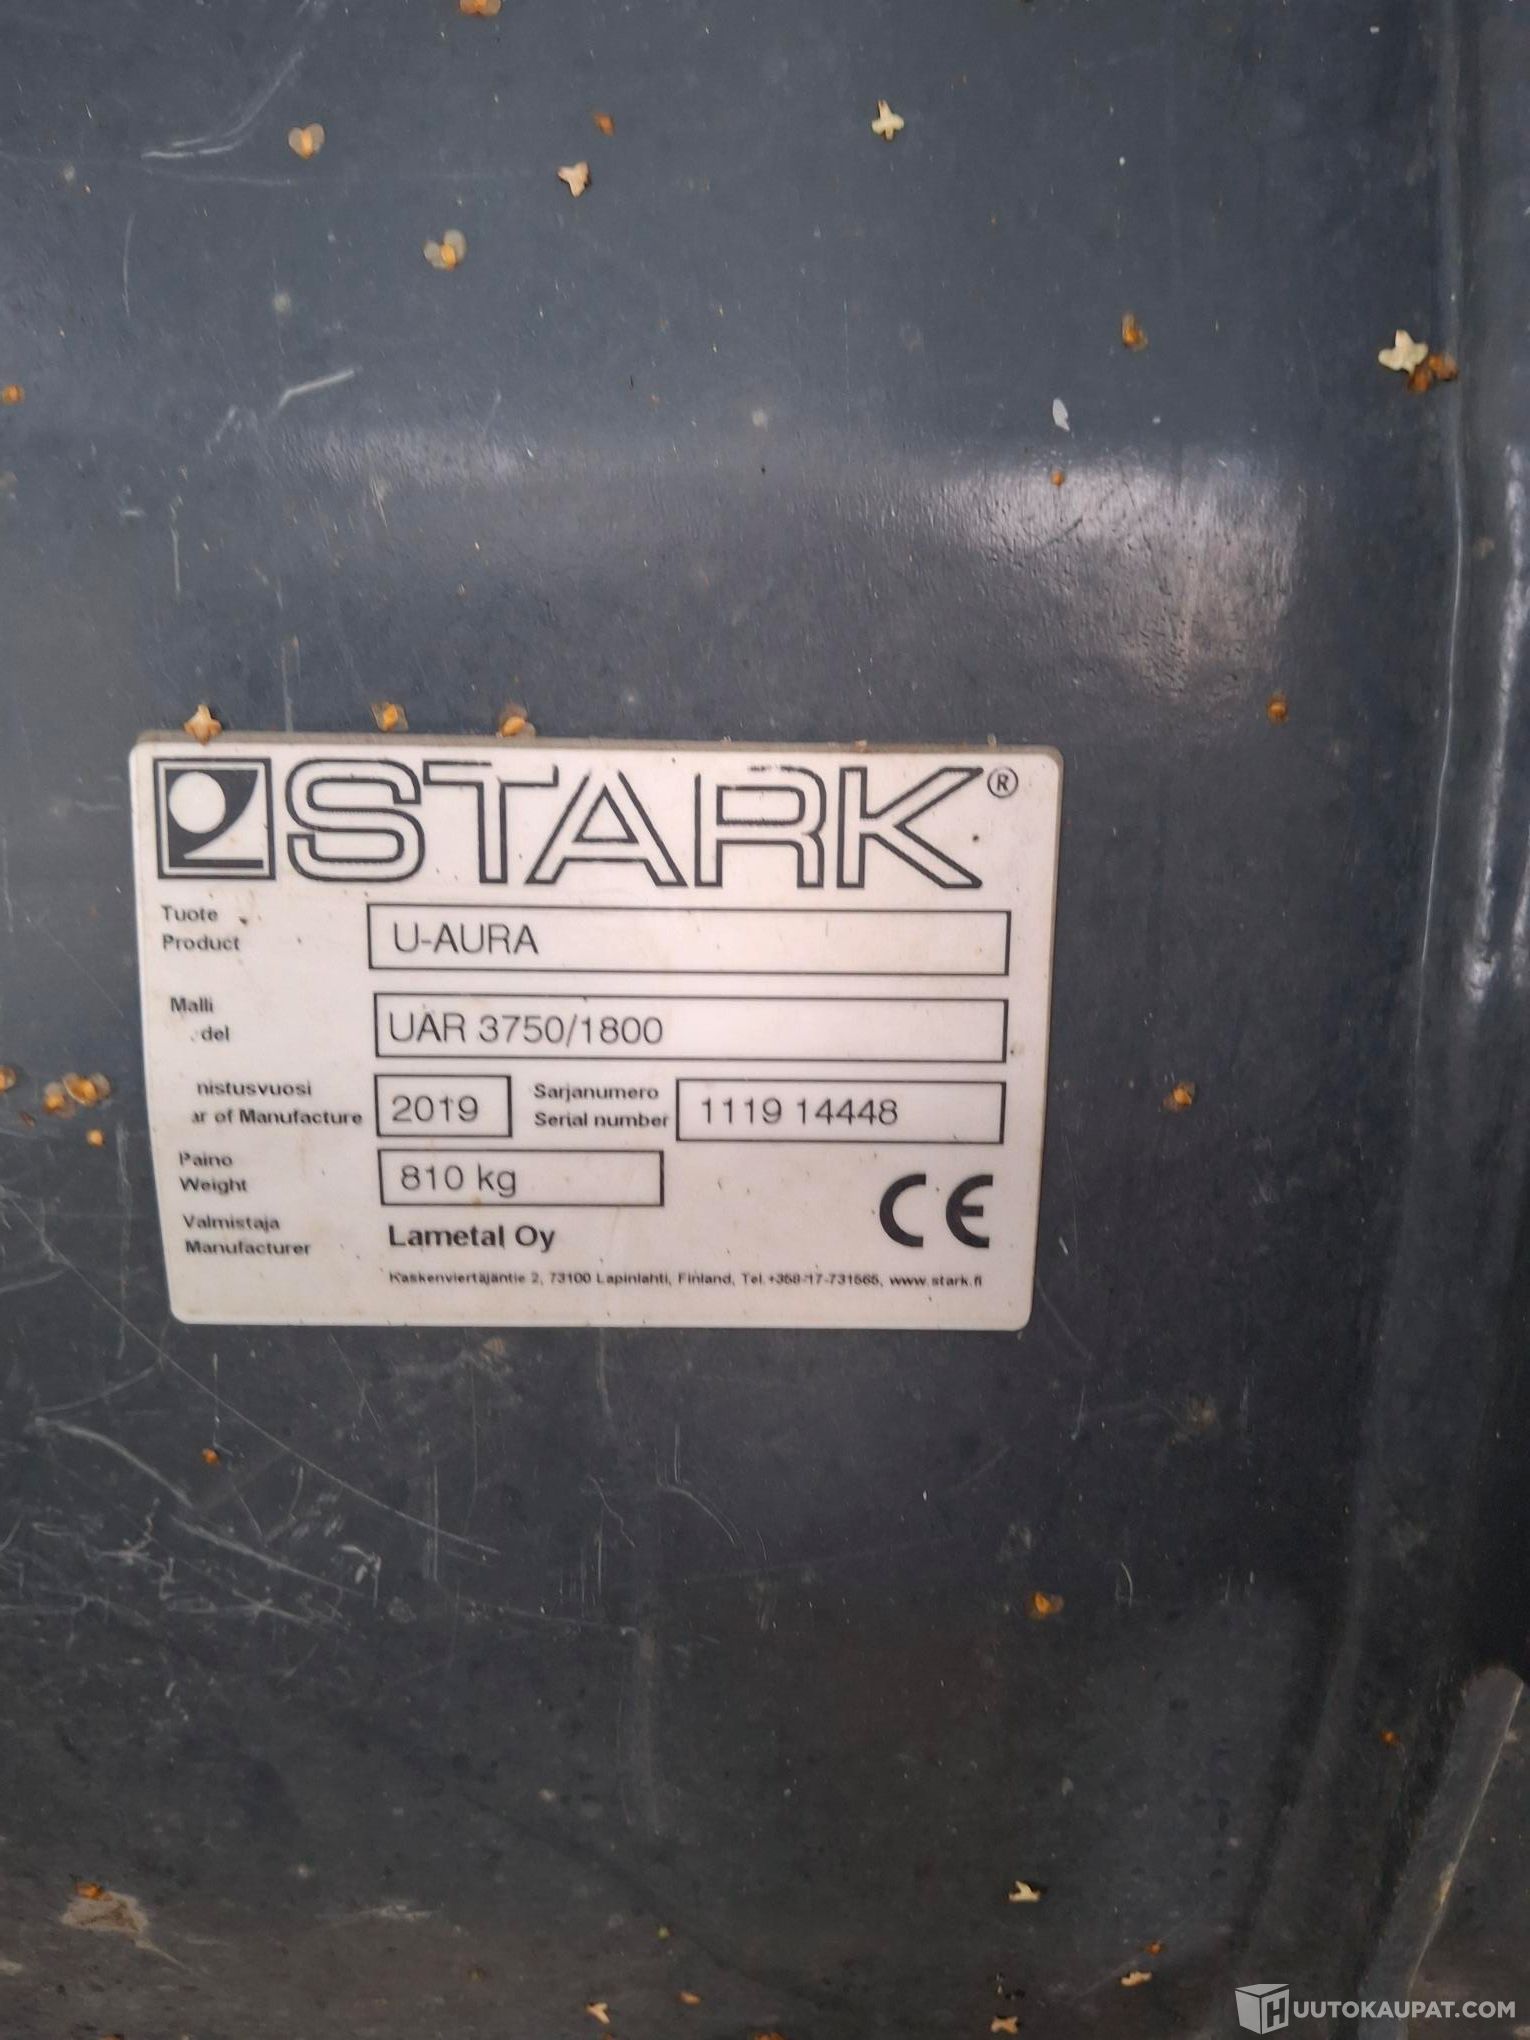 STARK®
Tuote
Product
U-AURA
Malli
del
UAR 3750/1800
nistusvuosi
ar of Manufacture
2019
Sarjanumero
Serial number
1119 14448
Paino
Weight
810 kg
Valmistaja
Manufacturer
Lametal Oy
CE
Kaskenviertäjäntie 2, 73100 Lapinlahti, Finland, Tel.+358-17-731565, www.stark.fi
HUUTOKAUPAT.COM